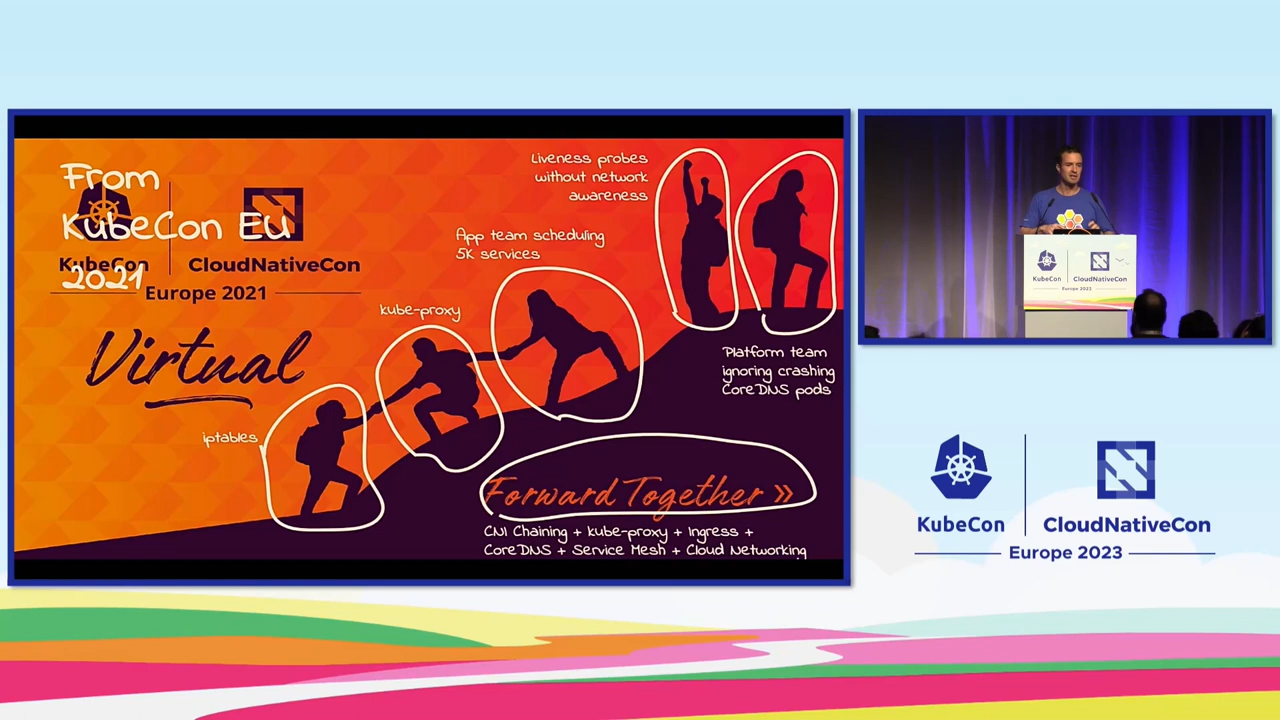 From
KubeCon EU
2021
KubeCon
CloudNativeCon
Europe 2021
Virtual
Liveness probes
without network
awareness
App team scheduling
5K services
kube-proxy
iptables
Platform team
ignoring crashing
CoreDNS pods
Forward Together »
CNI Chaining + kube-proxy + Ingress +
CoreDNS + Service Mesh + Cloud Networking
KubeCon
CloudNativeCon
Europe 2023
KubeCon
CloudNativeCon
Europe 2023